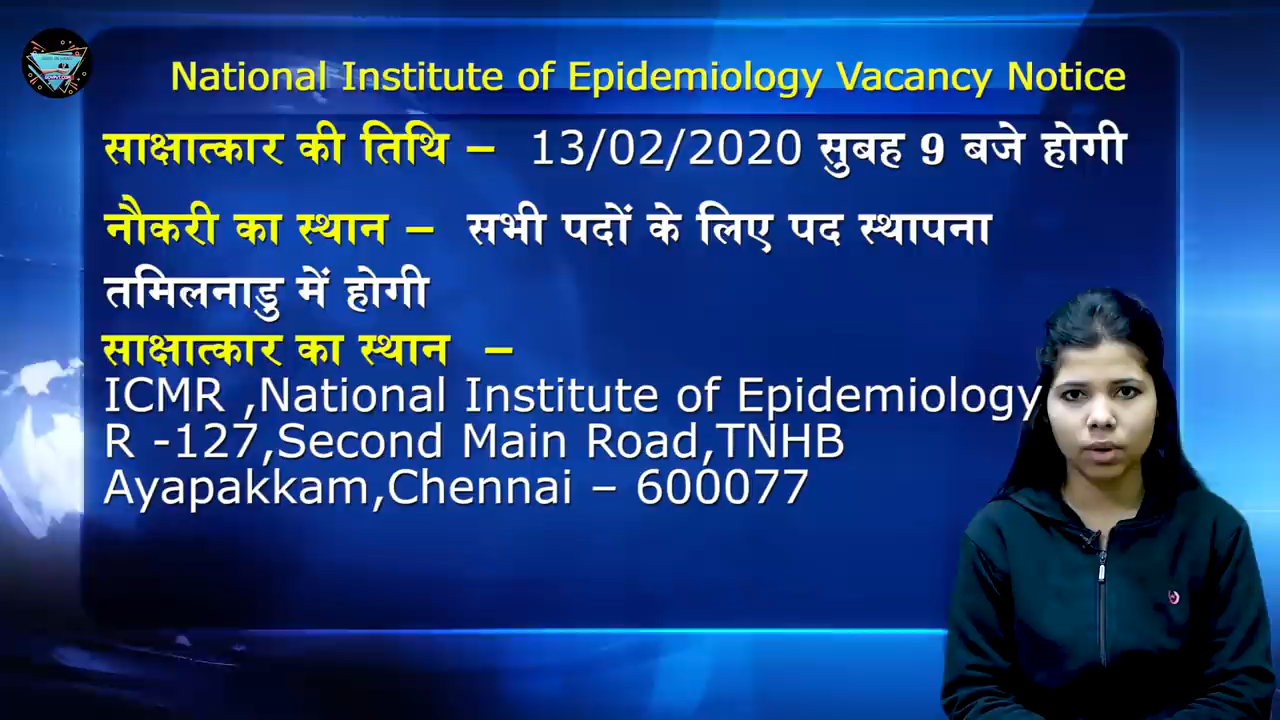 National Institute of Epidemiology Vacancy Notice
साक्षात्कार की तिथि – 13/02/2020 सुबह 9 बजे होगी
नौकरी का स्थान – सभी पदों के लिए पद स्थापना
तमिलनाडु में होगी
साक्षात्कार का स्थान –
ICMR ,National Institute of Epidemiology
R -127,Second Main Road,TNHB
Ayapakkam,Chennai – 600077